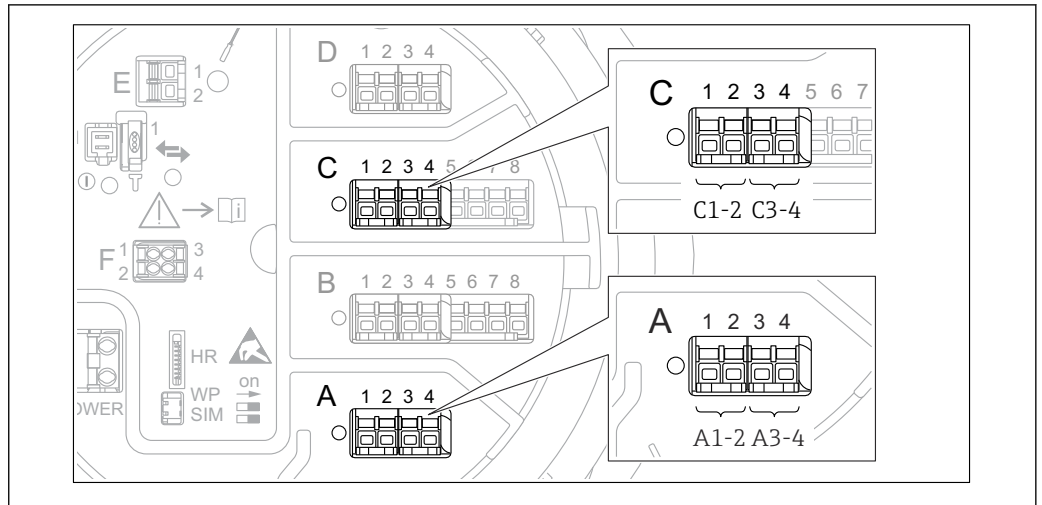 D 1 2 3 4
E 1
2
1
C 1 2 3 4 5 7 8
i
F 1 3
2 4
B 1 2 3 4 5 6 7 8
HR
WP on
SIM
OWER
A 1 2 3 4
C 1 2 3 4 5 6 7
C1-2 C3-4
A 1 2 3 4
A1-2 A3-4